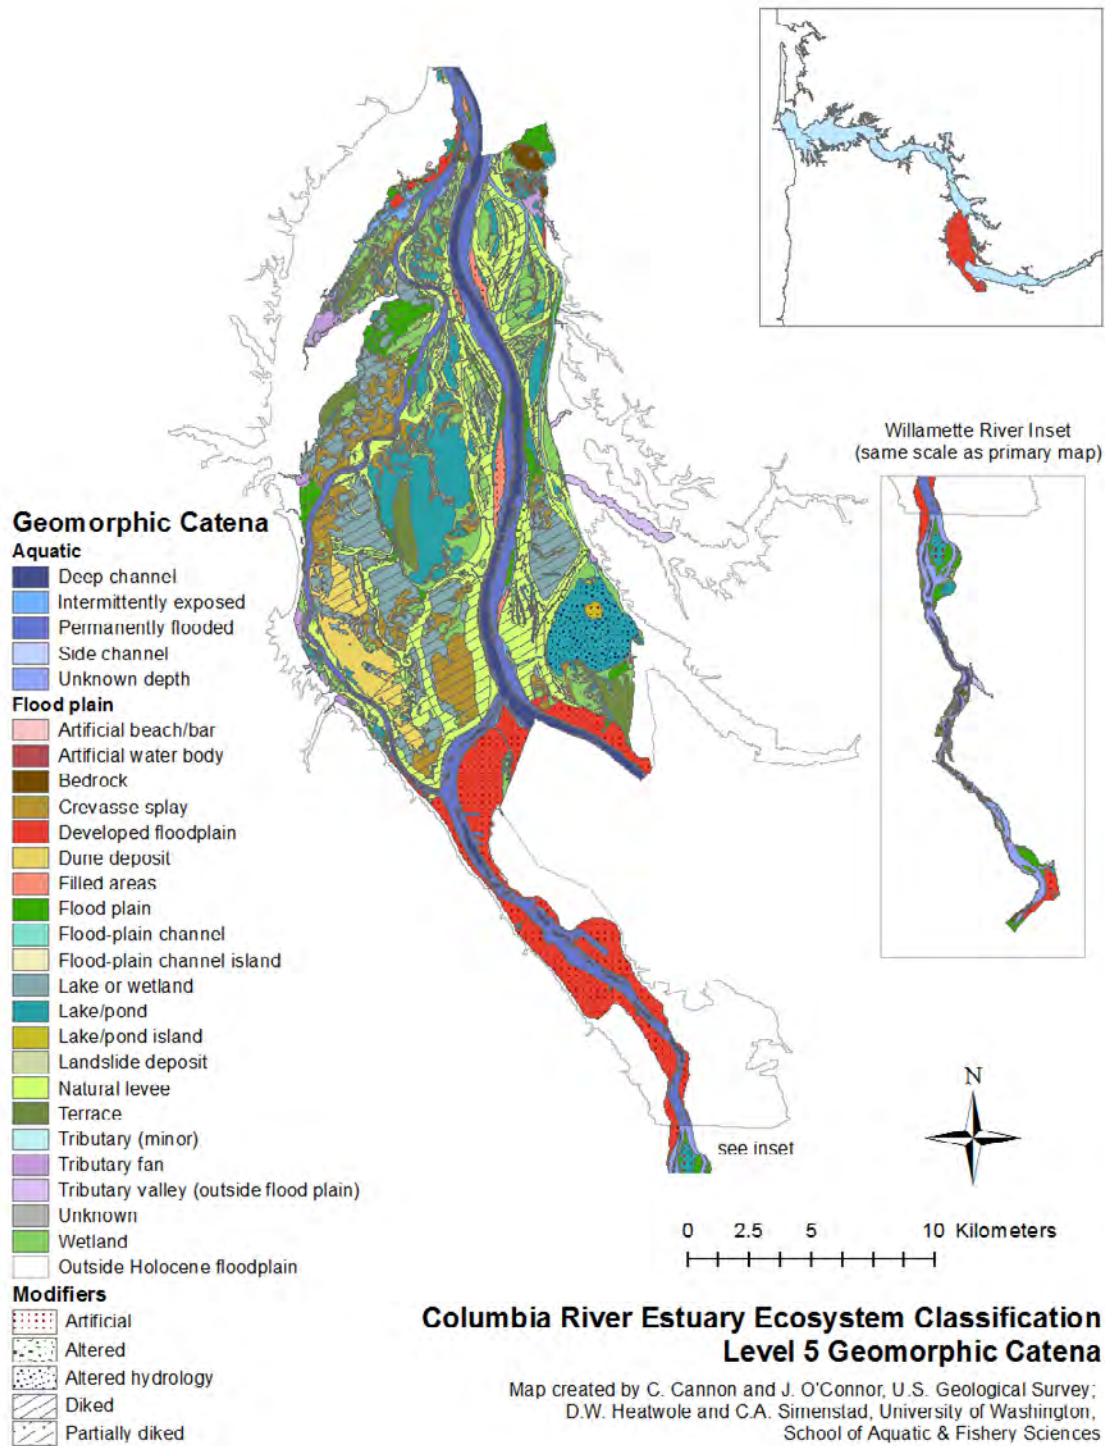 Willamette River Inset
(same scale as primary map)
Geomorphic Catena
Aquatic
Deep channel
Intermittently exposed
Permanently flooded
Side channel
Unknown depth
Flood plain
Artificial beach/bar
Artificial water body
Bedrock
Crevasse splay
Developed floodplain
Dune deposit
Filled areas
Flood plain
Flood-plain channel
Flood-plain channel island
Lake or wetland
Lake/pond
Lake/pond island
Landslide deposit
Natural levee
Terrace
Tributary (minor)
Tributary fan
Tributary valley (outside flood plain)
Unknown
Wetland
Outside Holocene floodplain
Modifiers
Artificial
Altered
Altered hydrology
Diked
Partially diked
see inset
N
0 2.5 5 10 Kilometers
Columbia River Estuary Ecosystem Classification
Level 5 Geomorphic Catena
Map created by C. Cannon and J. O'Connor, U.S. Geological Survey;
D.W. Heatwole and C.A. Simenstad, University of Washington,
School of Aquatic & Fishery Sciences